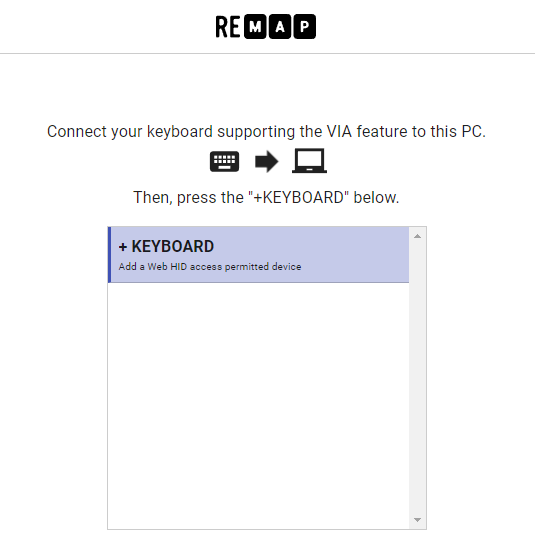 REMAP
Connect your keyboard supporting the VIA feature to this PC.
Then, press the "+KEYBOARD" below.
+ KEYBOARD
Add a Web HID access permitted device